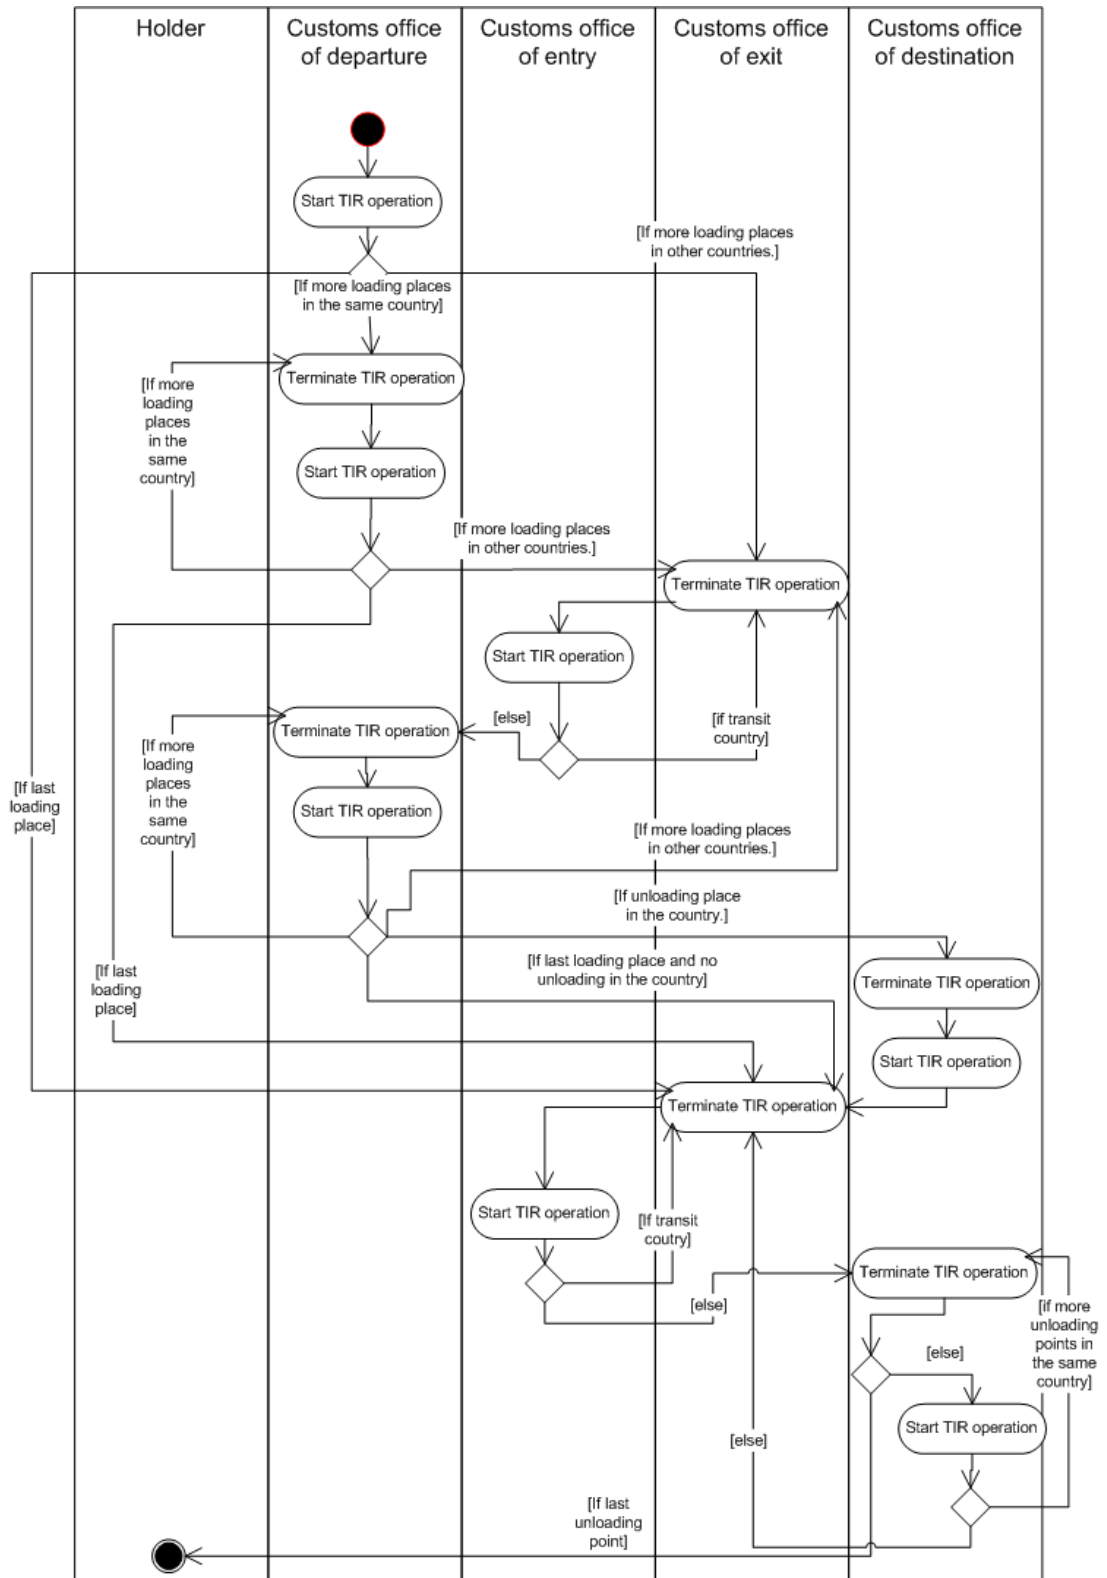 Holder
Customs office
of departure
Customs office
of entry
Customs office
of exit
Customs office
of destination
Start TIR operation
[If more loading places
in other countries.]
[If more loading places
in the same country]
Terminate TIR operation
[If more
loading
places
in the
same
country]
Start TIR operation
[If more loading places
in other countries.]
Terminate TIR operation
Start TIR operation
[else]
[if transit
country]
Terminate TIR operation
[If more
loading
places
in the
same
country]
[If last
loading
place]
Start TIR operation
[If more loading places
in other countries.]
[If unloading place
in the country.]
[If last loading place and no
unloading in the country]
[If last
loading
place]
Terminate TIR operation
Start TIR operation
Terminate TIR operation
Start TIR operation
[If transit
coutry]
Terminate TIR operation
[else]
[if more
unloading
points in
the same
country]
[else]
Start TIR operation
[else]
[If last
unloading
point]